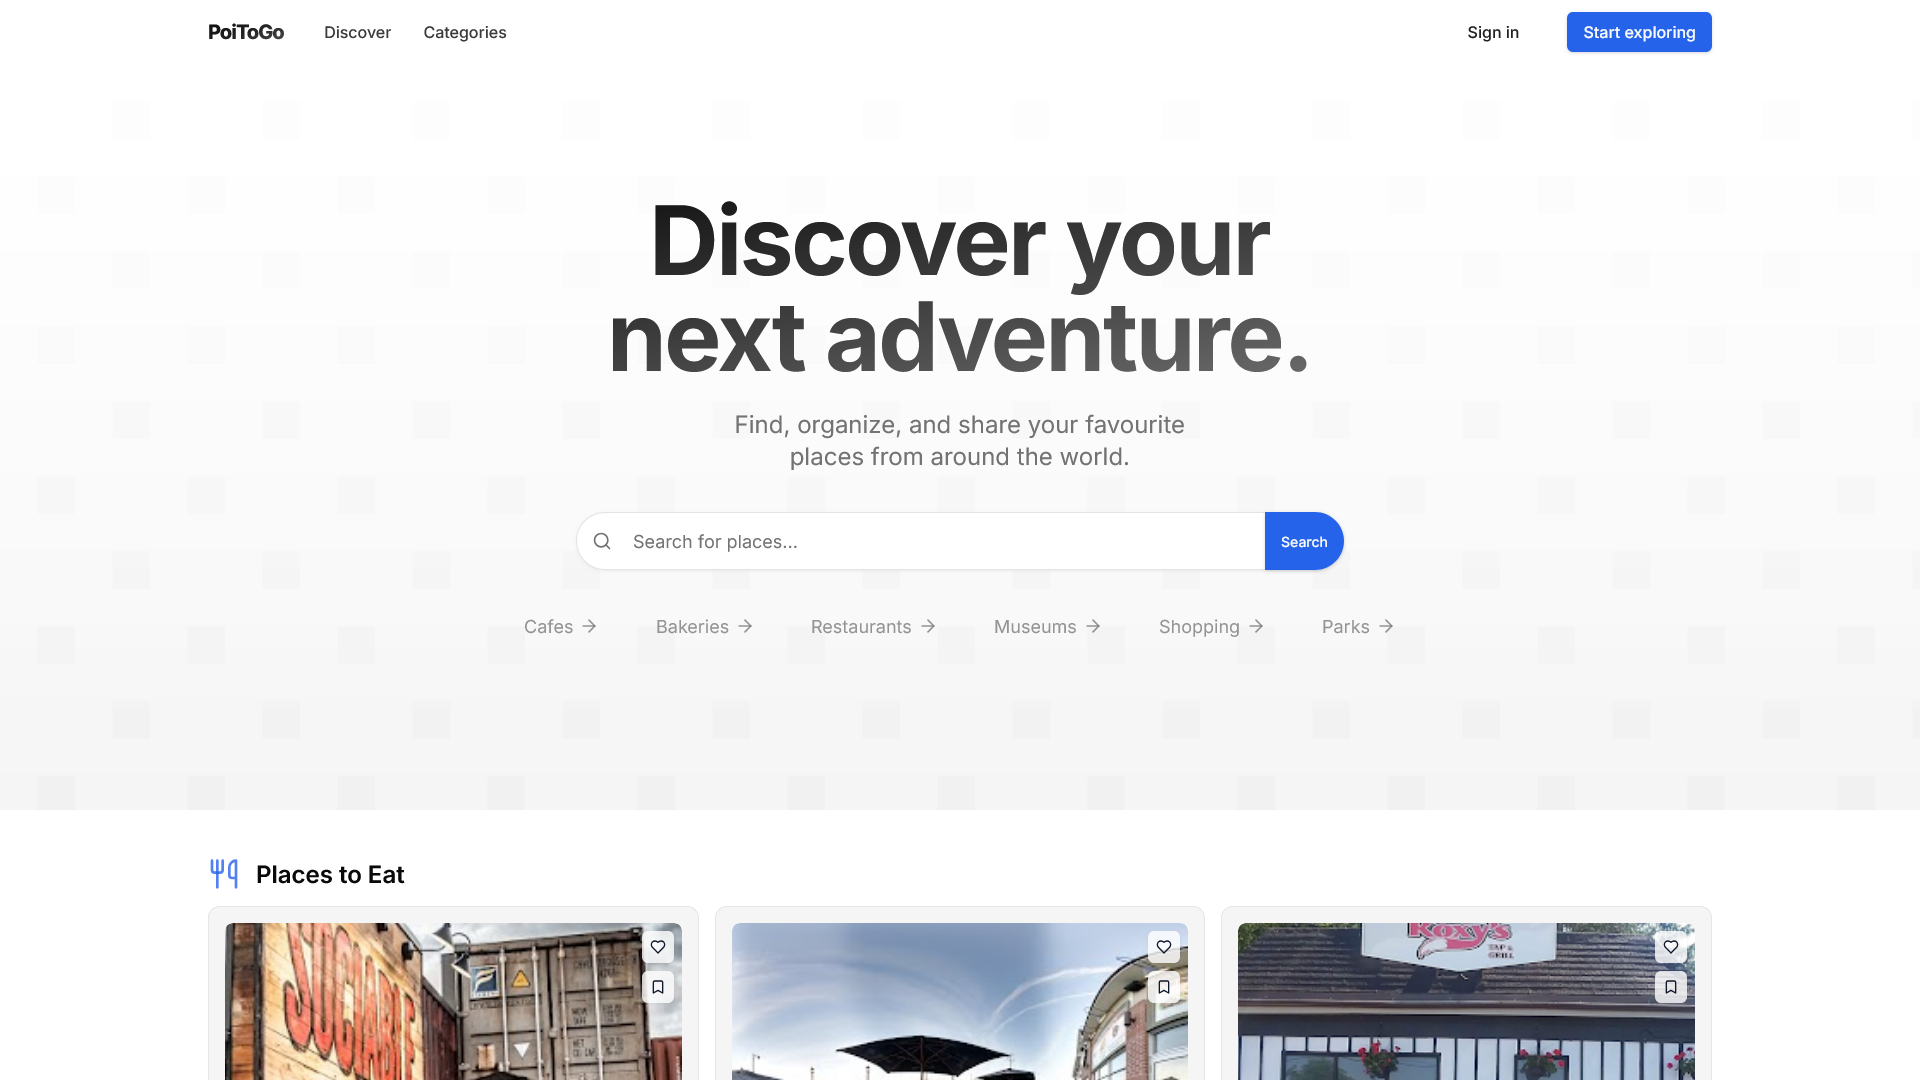 PoiToGo
Discover
Categories
Sign in
Start exploring
Discover your
next adventure.
Find, organize, and share your favourite
places from around the world.
Search for places...
Search
Cafes
Bakeries
Restaurants
Museums
Shopping
Parks
Places to Eat
SOCIABLE
Roxy's
TAP &
GRILL